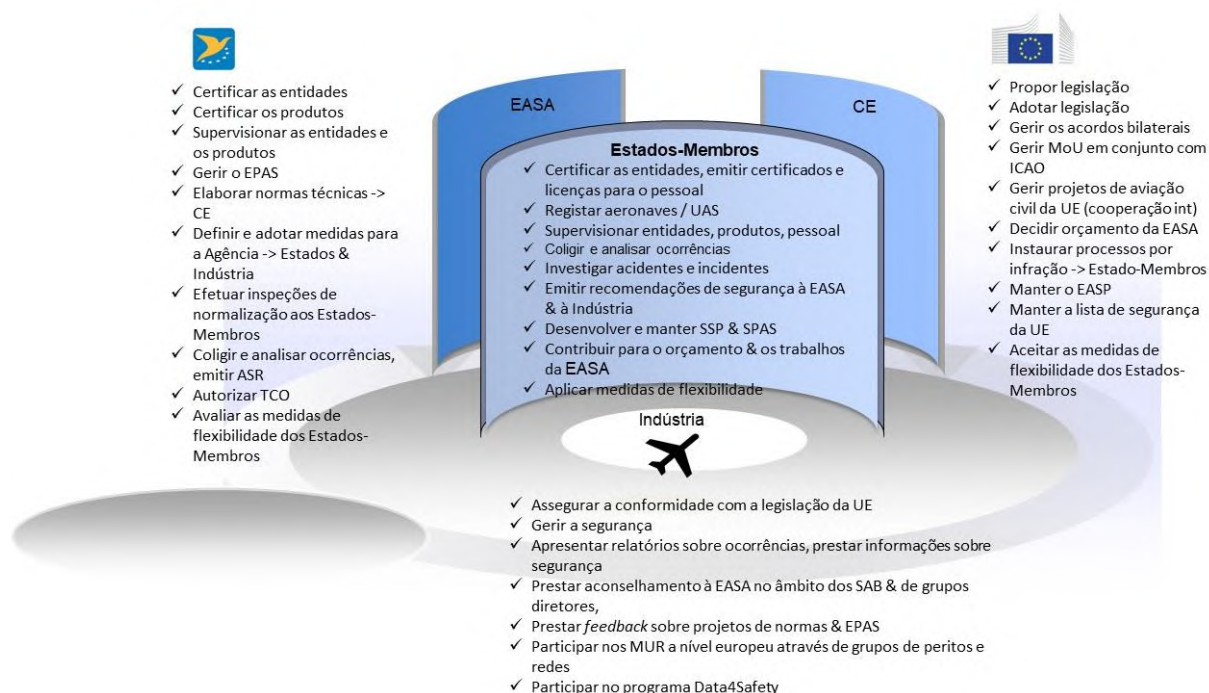 ✓ Certificar as entidades
✓ Certificar os produtos
✓ Supervisionar as entidades e
os produtos
✓ Gerir o EPAS
✓ Elaborar normas técnicas ->
CE
✓ Definir e adotar medidas para
a Agência -> Estados &
Indústria
✓ Efetuar inspeções de
normalização aos Estados-
Membros
✓ Coligir e analisar ocorrências,
emitir ASR
✓ Autorizar TCO
✓ Avaliar as medidas de
flexibilidade dos Estados-
Membros
EASA
CE
Estados-Membros
✓ Certificar as entidades, emitir certificados e
licenças para o pessoal
✓ Registar aeronaves / UAS
✓ Supervisionar entidades, produtos, pessoal
✓ Coligir e analisar ocorrências
✓ Investigar acidentes e incidentes
✓ Emitir recomendações de segurança à EASA
& à Indústria
✓ Desenvolver e manter SSP & SPAS
✓ Contribuir para o orçamento & os trabalhos
da EASA
✓ Aplicar medidas de flexibilidade
✓ Propor legislação
✓ Adotar legislação
✓ Gerir os acordos bilaterais
✓ Gerir MoU em conjunto com
ICAO
✓ Gerir projetos de aviação
civil da UE (cooperação int)
✓ Decidir orçamento da EASA
✓ Instaurar processos por
infração -> Estado-Membros
✓ Manter o EASP
✓ Manter a lista de segurança
da UE
✓ Aceitar as medidas de
flexibilidade dos Estados-
Membros
Indústria
✓ Assegurar a conformidade com a legislação da UE
✓ Gerir a segurança
✓ Apresentar relatórios sobre ocorrências, prestar informações sobre
segurança
✓ Prestar aconselhamento à EASA no âmbito dos SAB & de grupos
diretores,
✓ Prestar feedback sobre projetos de normas & EPAS
✓ Participar nos MUR a nível europeu através de grupos de peritos e
redes
✓ Participar no programa Data4Safety